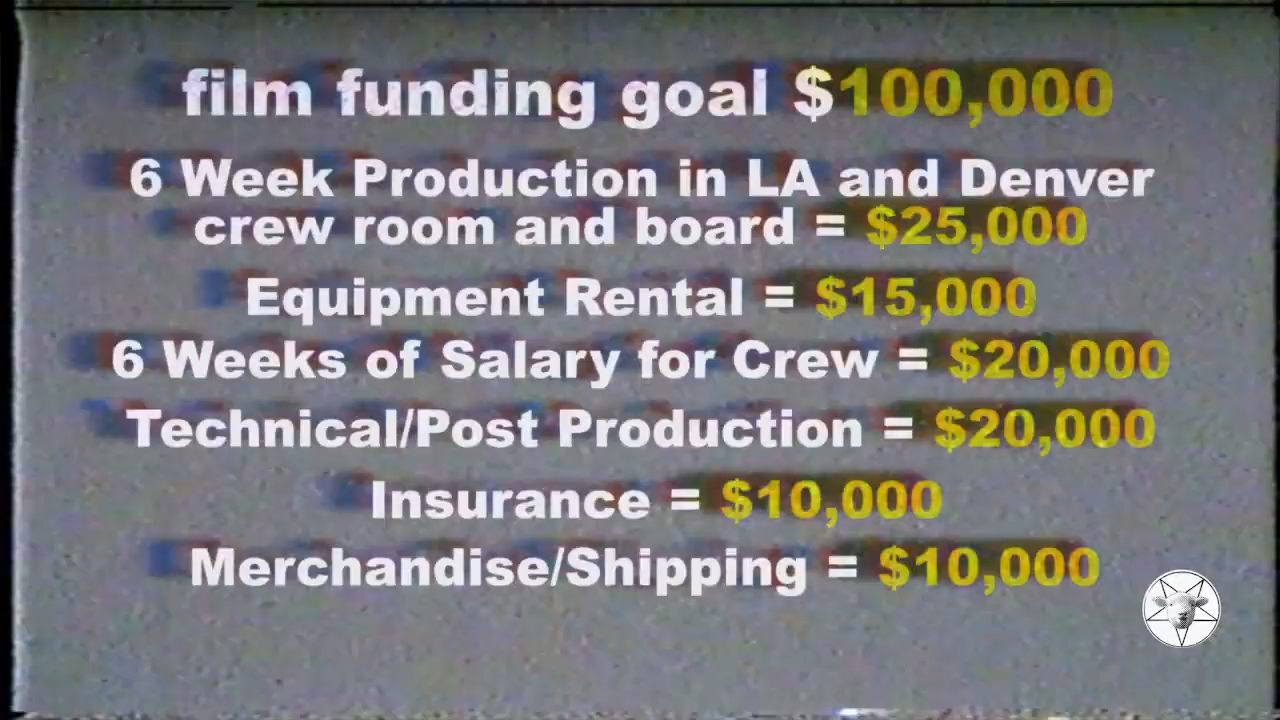 film funding goal $100,000
6 Week Production in LA and Denver
crew room and board = $25,000
Equipment Rental = $15,000
6 Weeks of Salary for Crew = $20,000
Technical/Post Production = $20,000
Insurance = $10,000
Merchandise/Shipping = $10,000